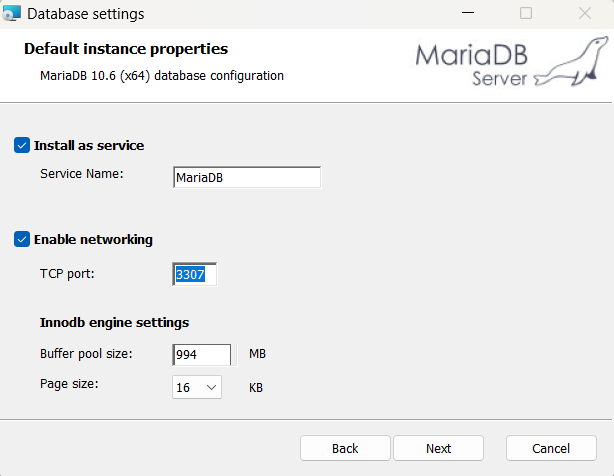 Database settings
Default instance properties
MariaDB 10.6 (x64) database configuration
MariaDB
Server
Install as service
Service Name:
MariaDB
Enable networking
TCP port:
3307
Innodb engine settings
Buffer pool size:
994
MB
Page size:
16
KB
Back
Next
Cancel